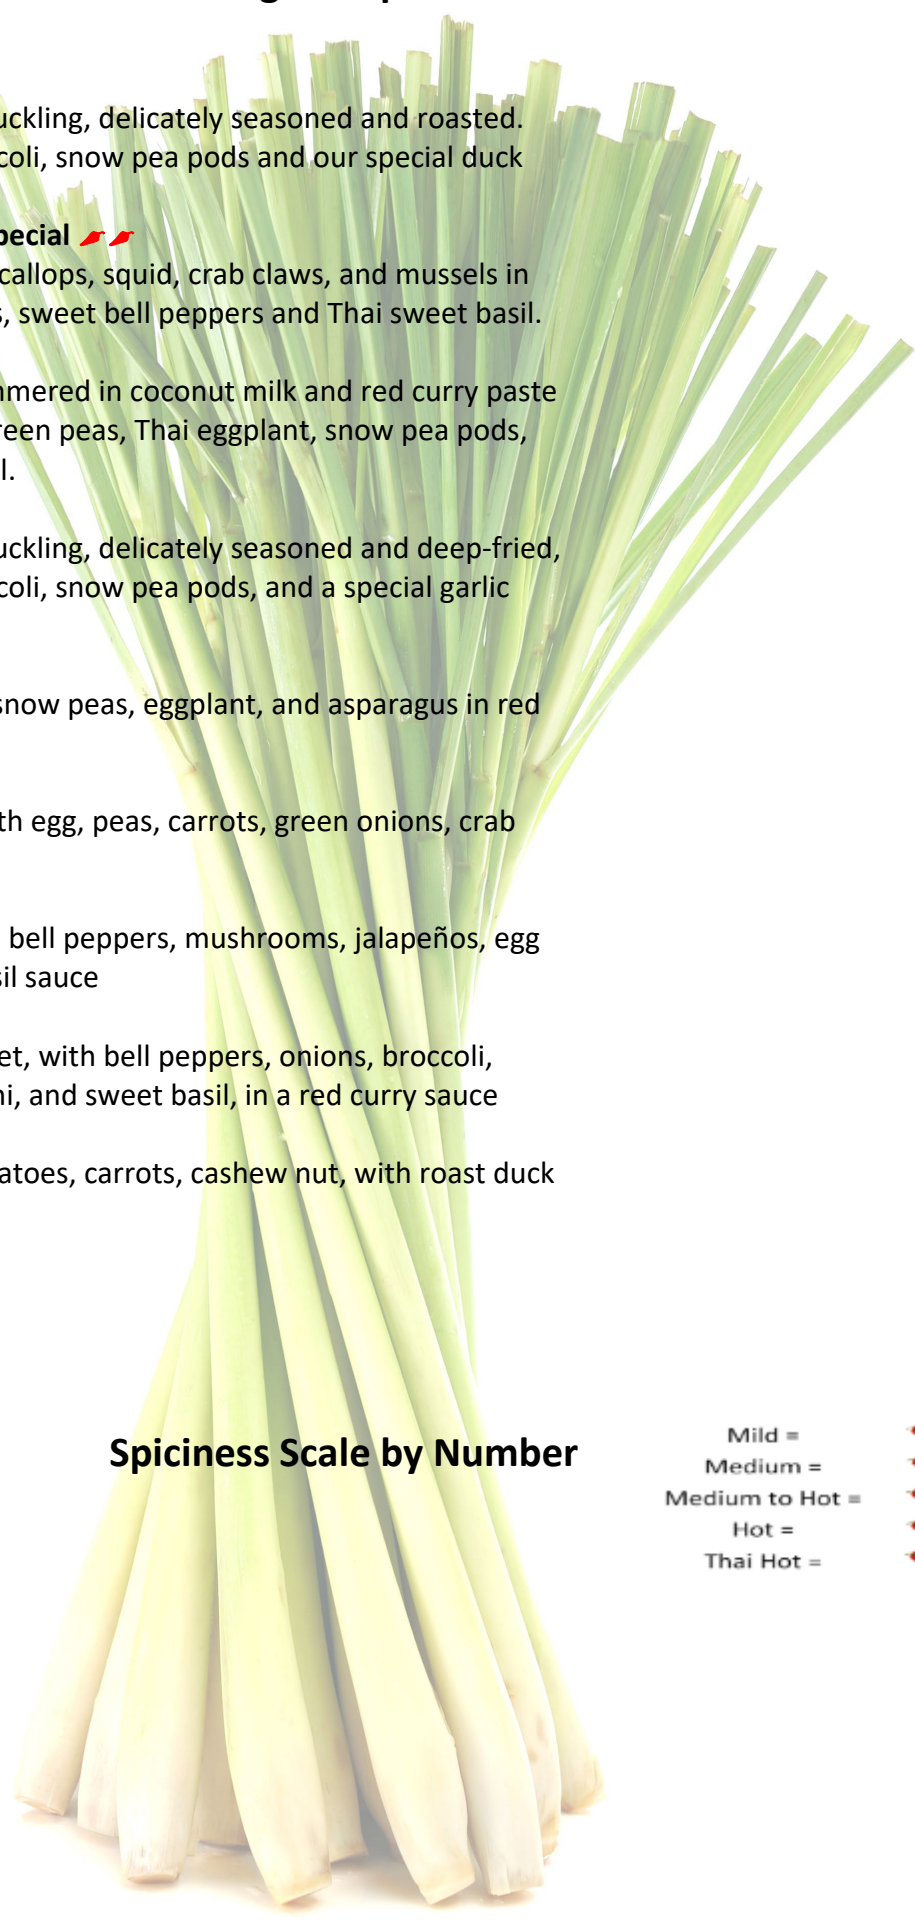 uckling, delicately seasoned and roasted.
coli, snow pea pods and our special duck
pecial
callops, squid, crab claws, and mussels in
s, sweet bell peppers and Thai sweet basil.
mmered in coconut milk and red curry paste
reen peas, Thai eggplant, snow pea pods,
l.
uckling, delicately seasoned and deep-fried,
coli, snow pea pods, and a special garlic
snow peas, eggplant, and asparagus in red
th egg, peas, carrots, green onions, crab
bell peppers, mushrooms, jalapeños, egg
sil sauce
et, with bell peppers, onions, broccoli,
ni, and sweet basil, in a red curry sauce
atoes, carrots, cashew nut, with roast duck
Spiciness Scale by Number
Mild =
Medium =
Medium to Hot =
Hot =
Thai Hot =